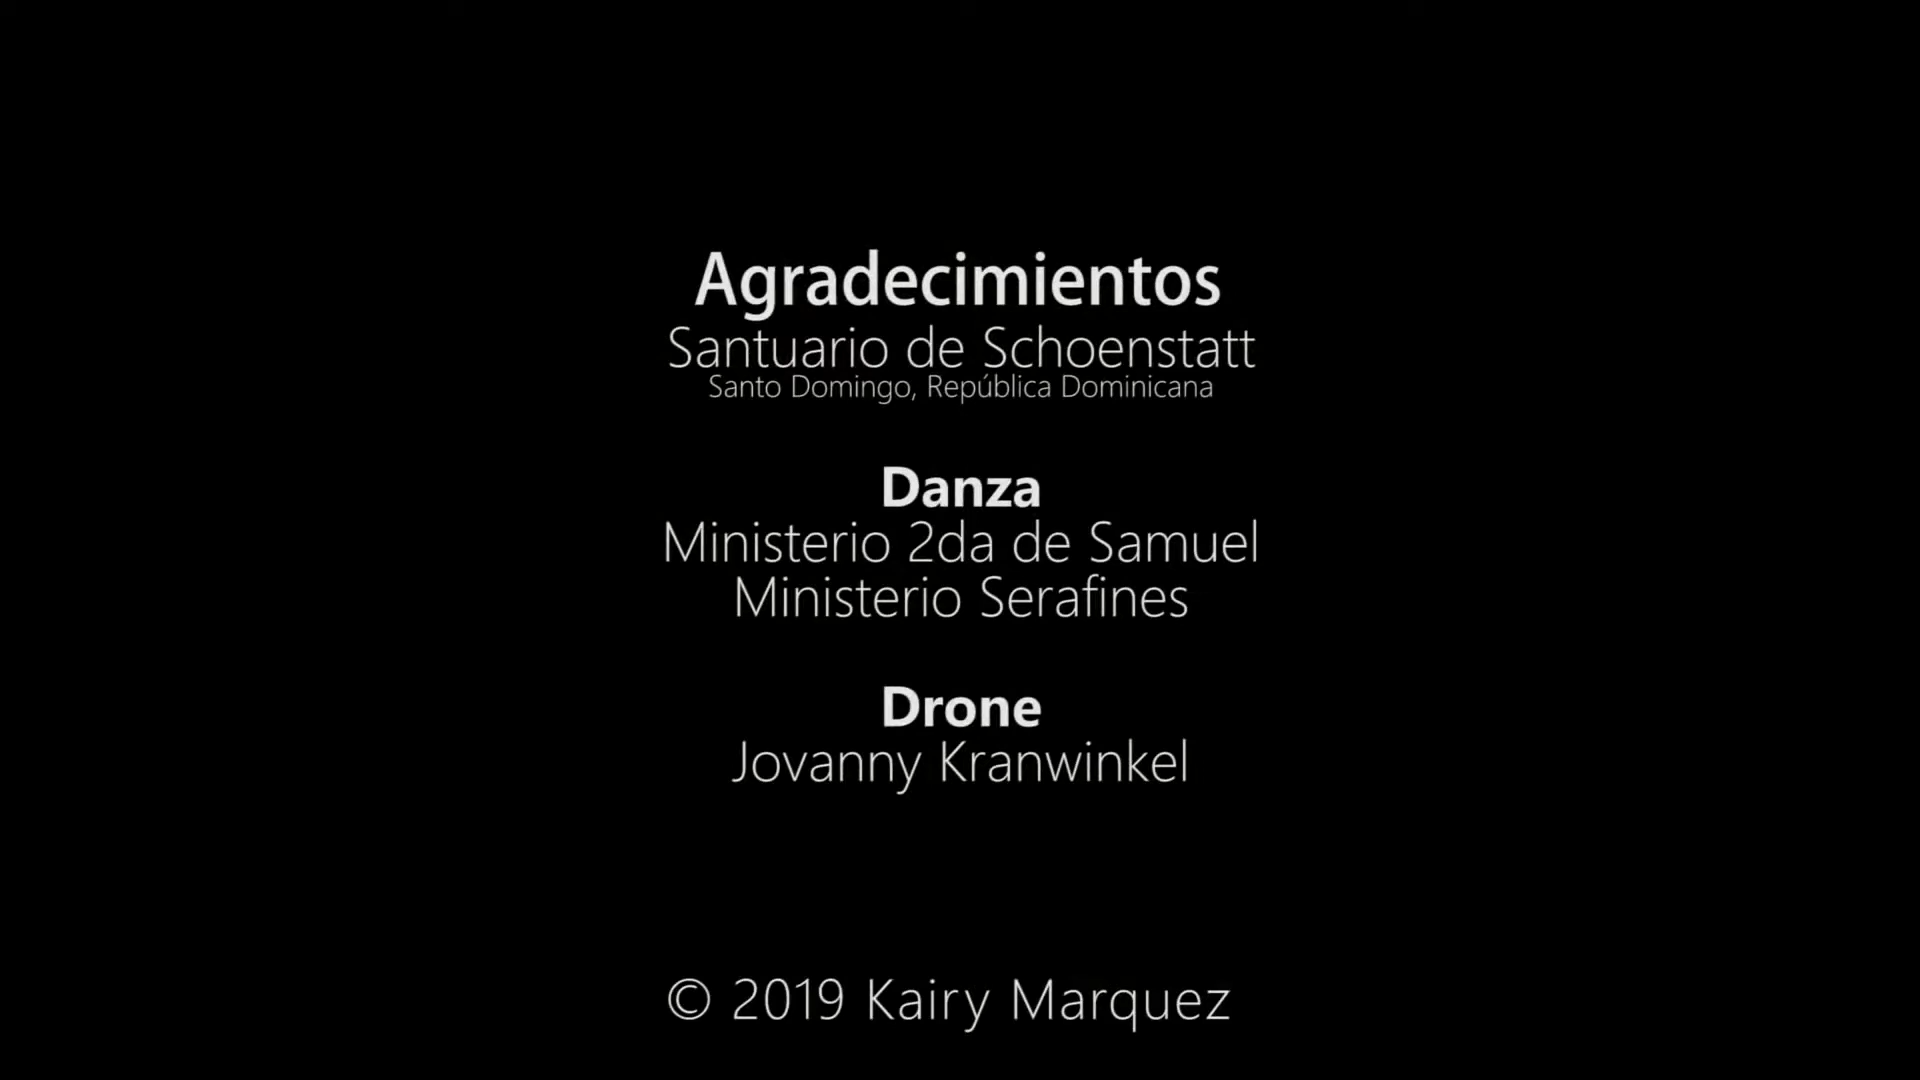 Agradecimientos
Santuario de Schoenstatt
Santo Domingo, República Dominicana
Danza
Ministerio 2da de Samuel
Ministerio Serafines
Drone
Jovanny Kranwinkel
© 2019 Kairy Marquez